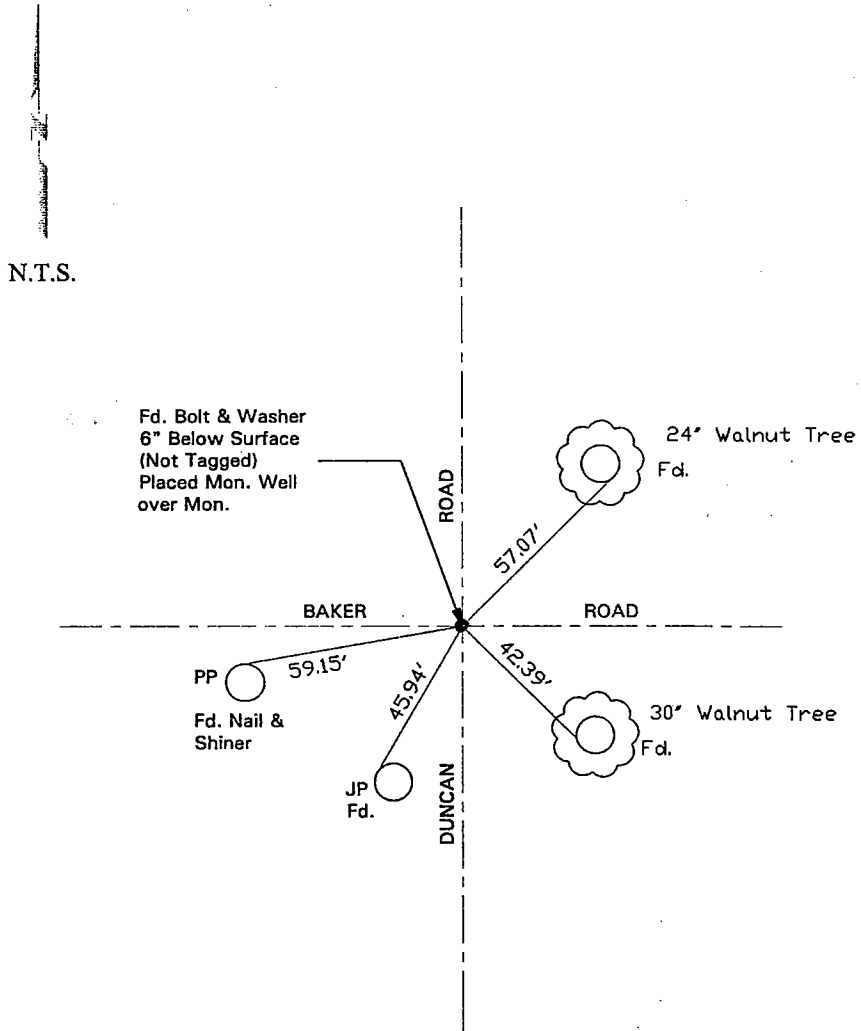 N.T.S.
Fd. Bolt & Washer
6" Below Surface
(Not Tagged)
Placed Mon. Well
over Mon.
ROAD
24" Walnut Tree
Fd.
57.07'
BAKER
ROAD
PP
59.15'
Fd. Nail &
Shiner
45.94'
42.39'
30" Walnut Tree
Fd.
JP
Fd.
DUNCAN